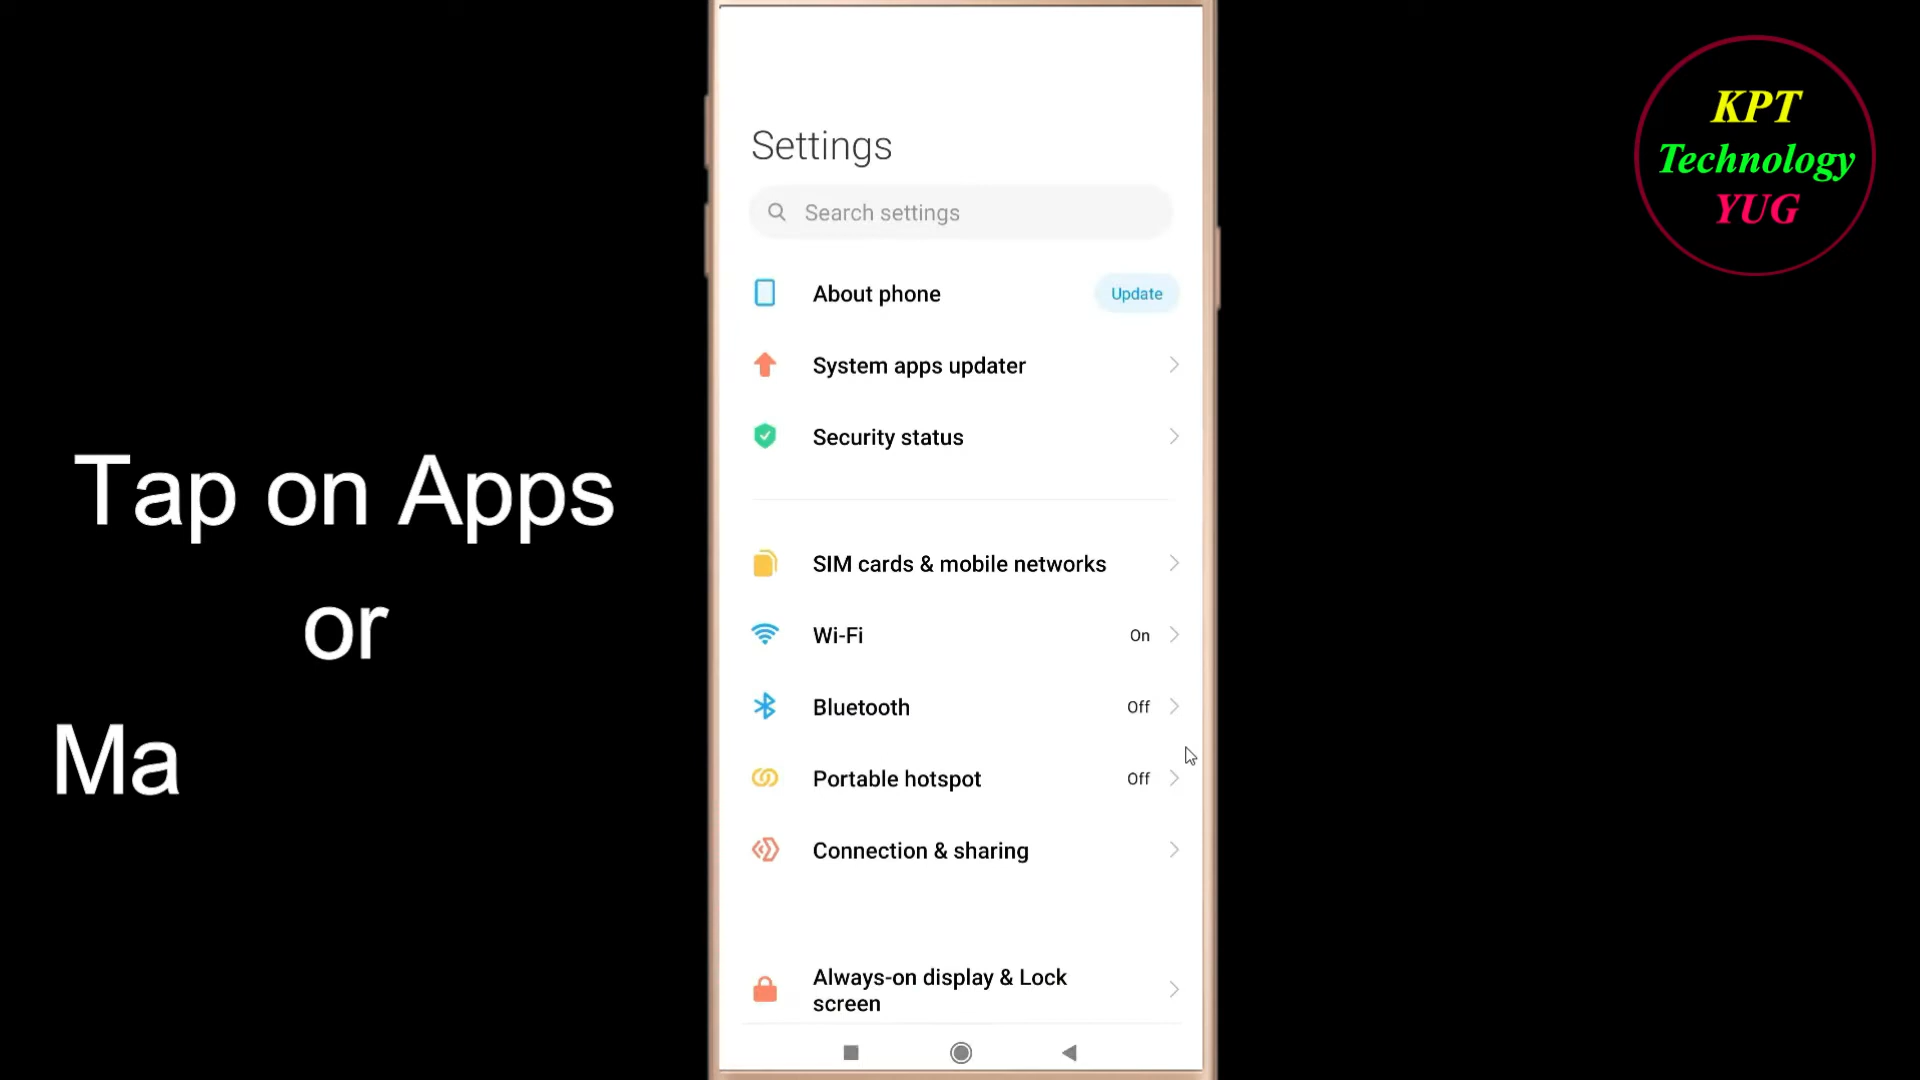 Tap on Apps
or
Ma
Settings
Search settings
About phone
Update
System apps updater
Security status
SIM cards & mobile networks
Wi-Fi
On
Bluetooth
Off
Portable hotspot
Off
Connection & sharing
Always-on display & Lock
screen
KPT
Technology
YUG